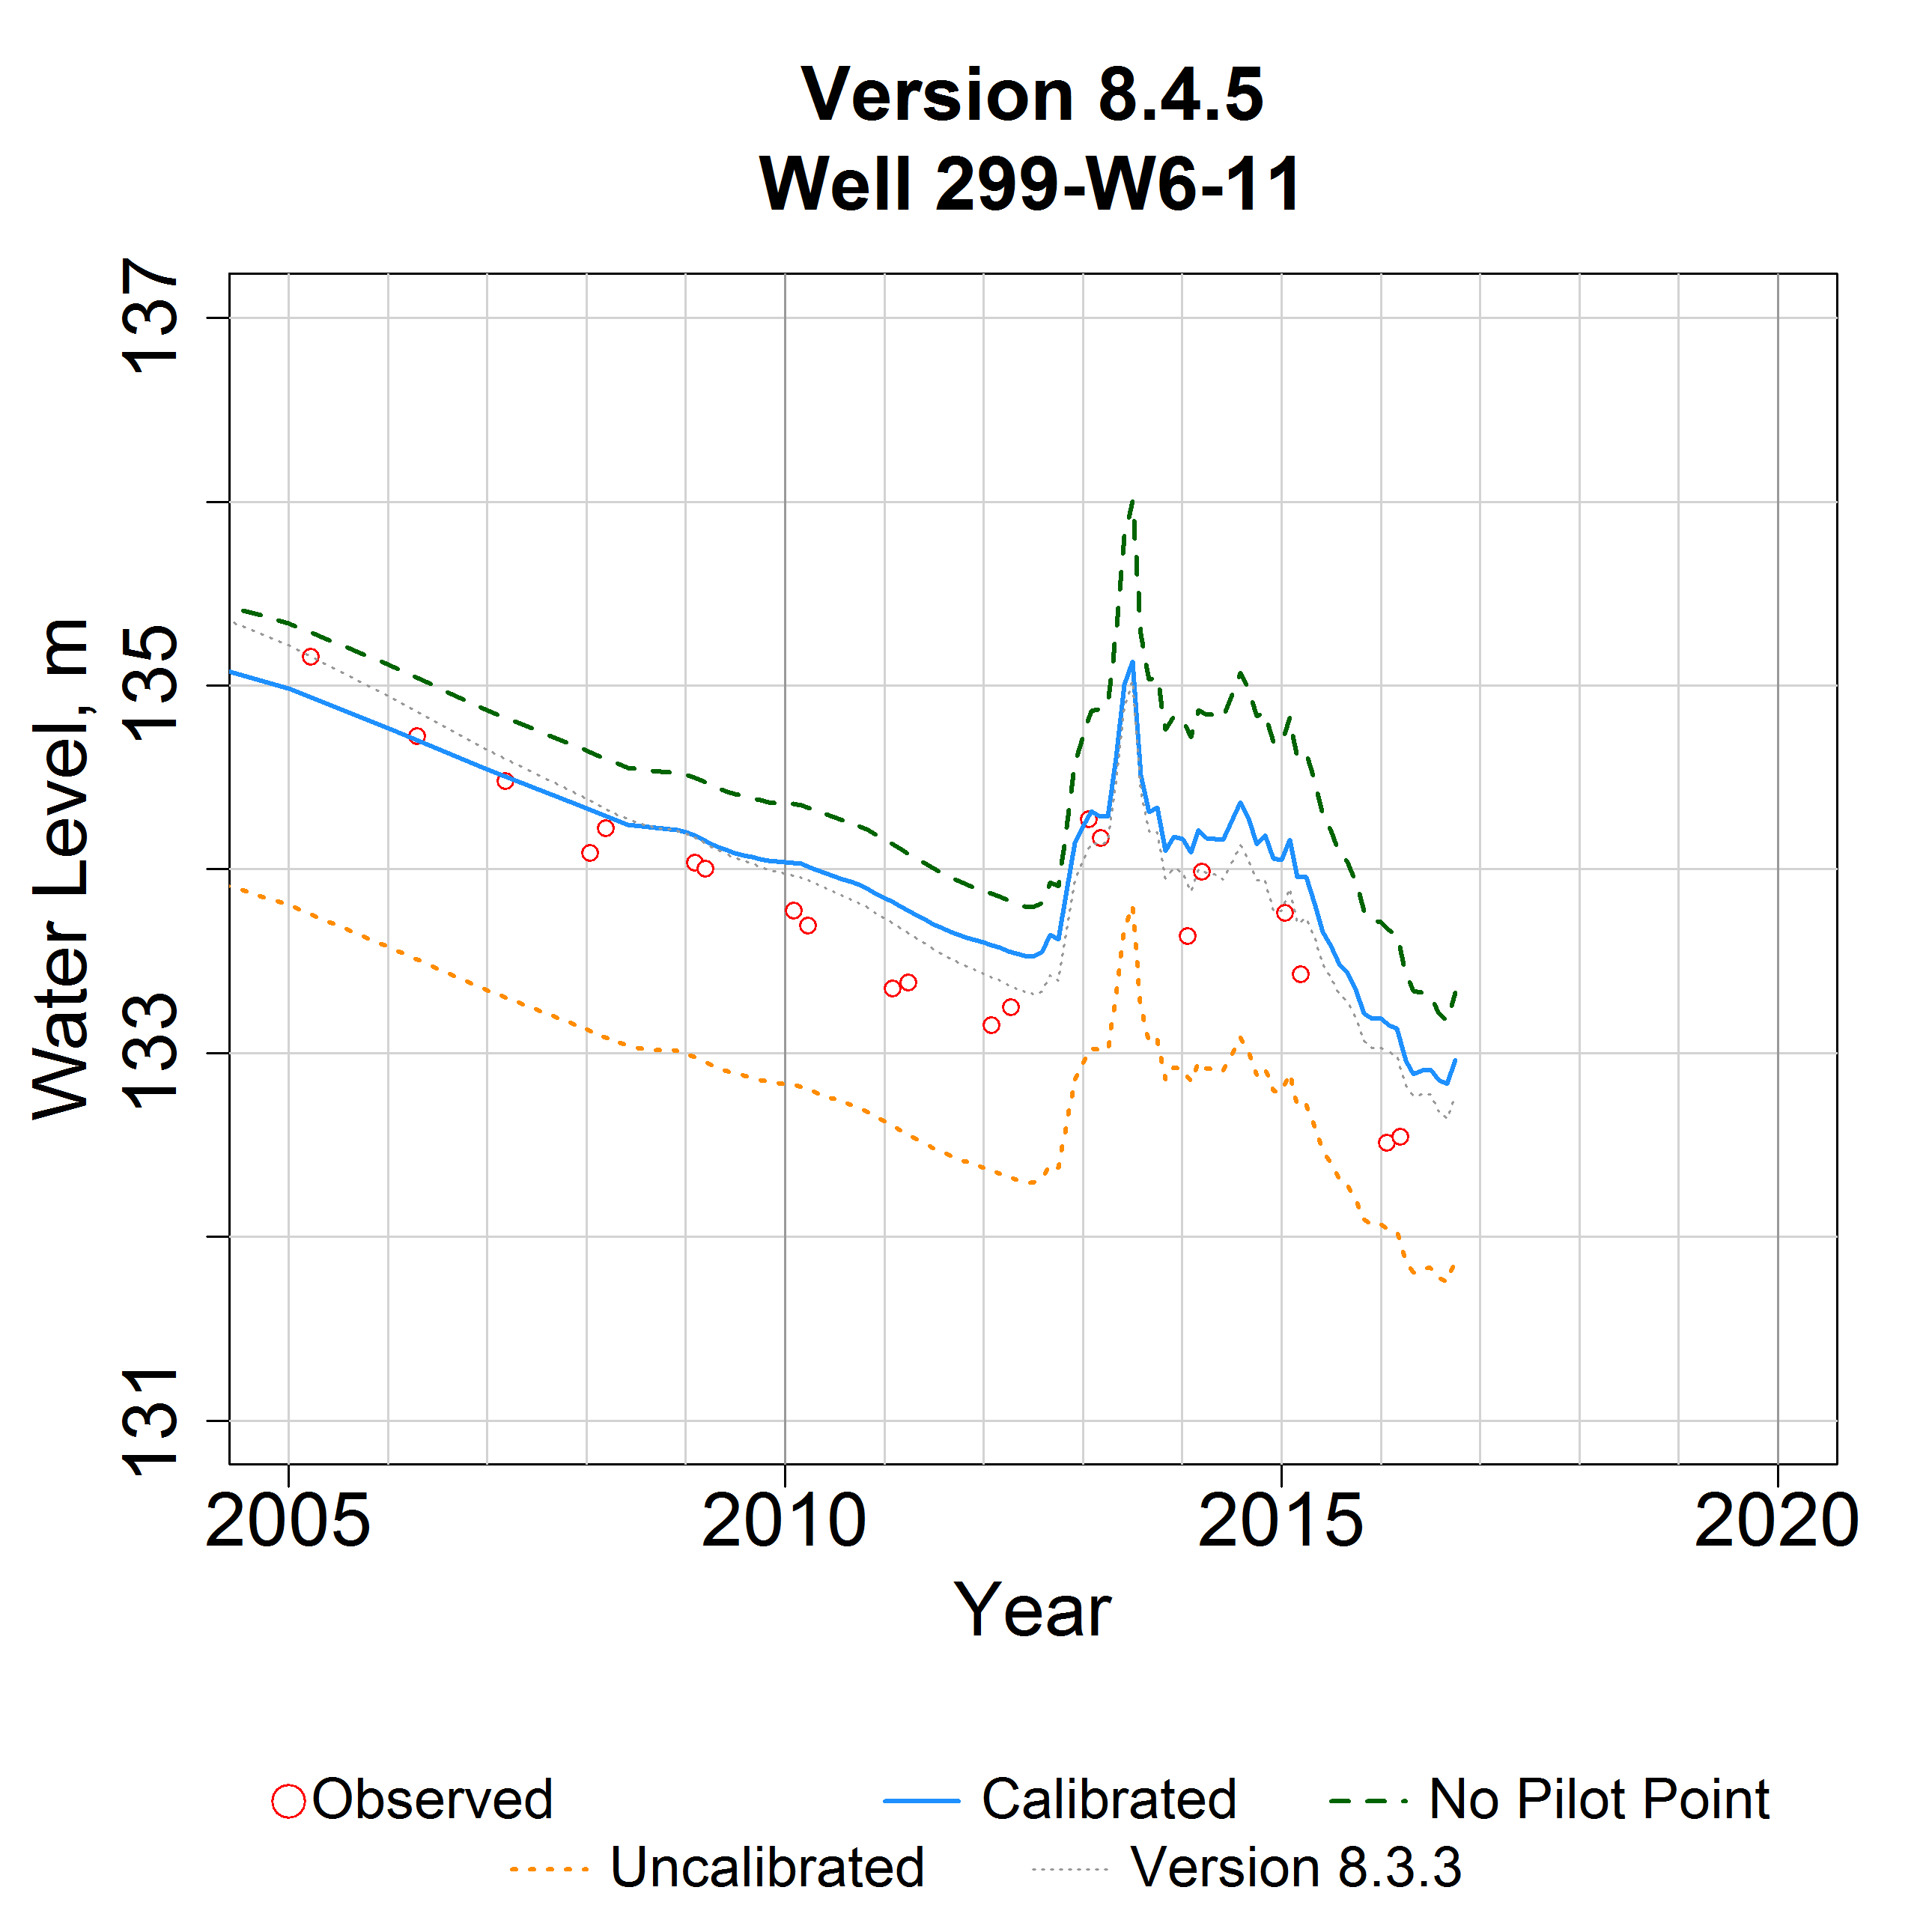 Version 8.4.5
Well 299-W6-11
Water Level, m
137
135
133
131
2005 2010 2015 2020
Year
Observed Calibrated No Pilot Point
Uncalibrated Version 8.3.3